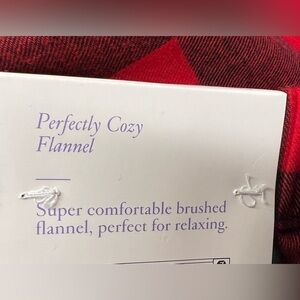 Perfectly Cozy
Flannel
Super comfortable brushed
flannel, perfect for relaxing.